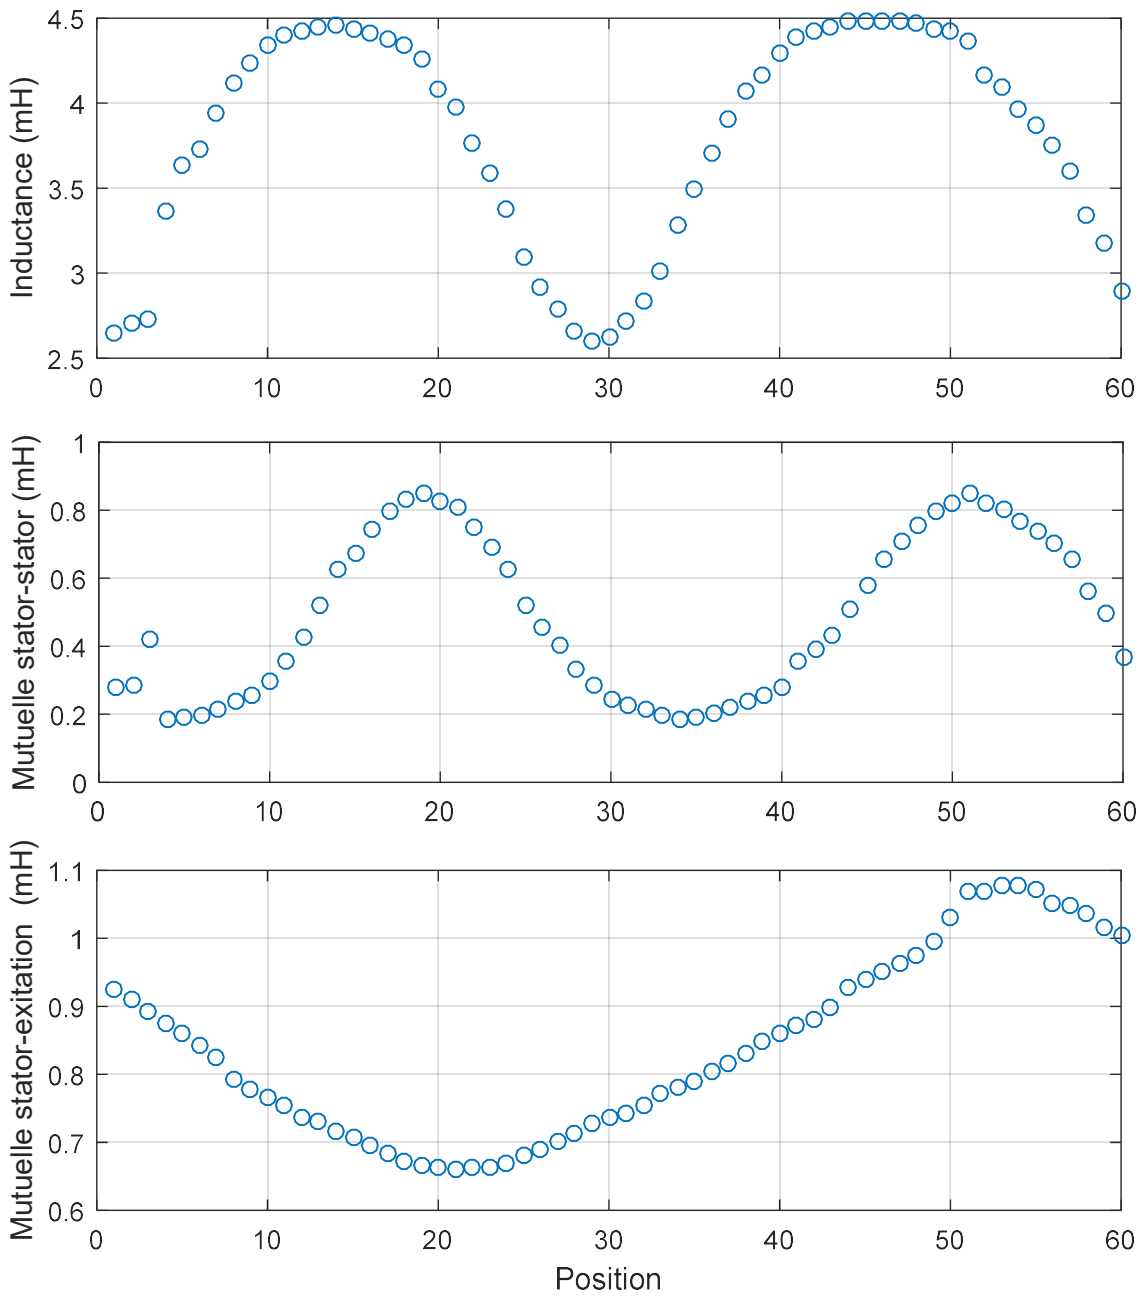 Inductance (mH)
4.5
4
3.5
3
2.5
0 10 20 30 40 50 60
Mutuelle stator-stator (mH)
1
0.8
0.6
0.4
0.2
0
0 10 20 30 40 50 60
Mutuelle stator-exitation (mH)
1.1
1
0.9
0.8
0.7
0.6
0 10 20 30 40 50 60
Position